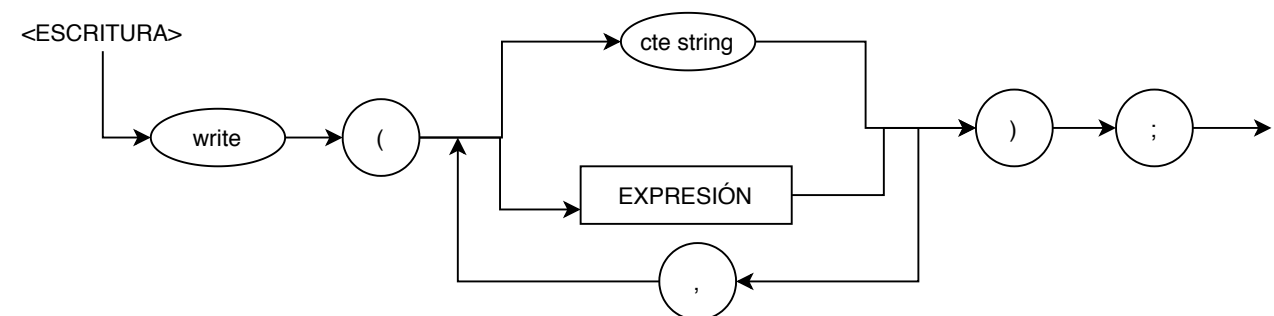 <ESCRITURA>
cte string
write
(
)
;
EXPRESIÓN
,